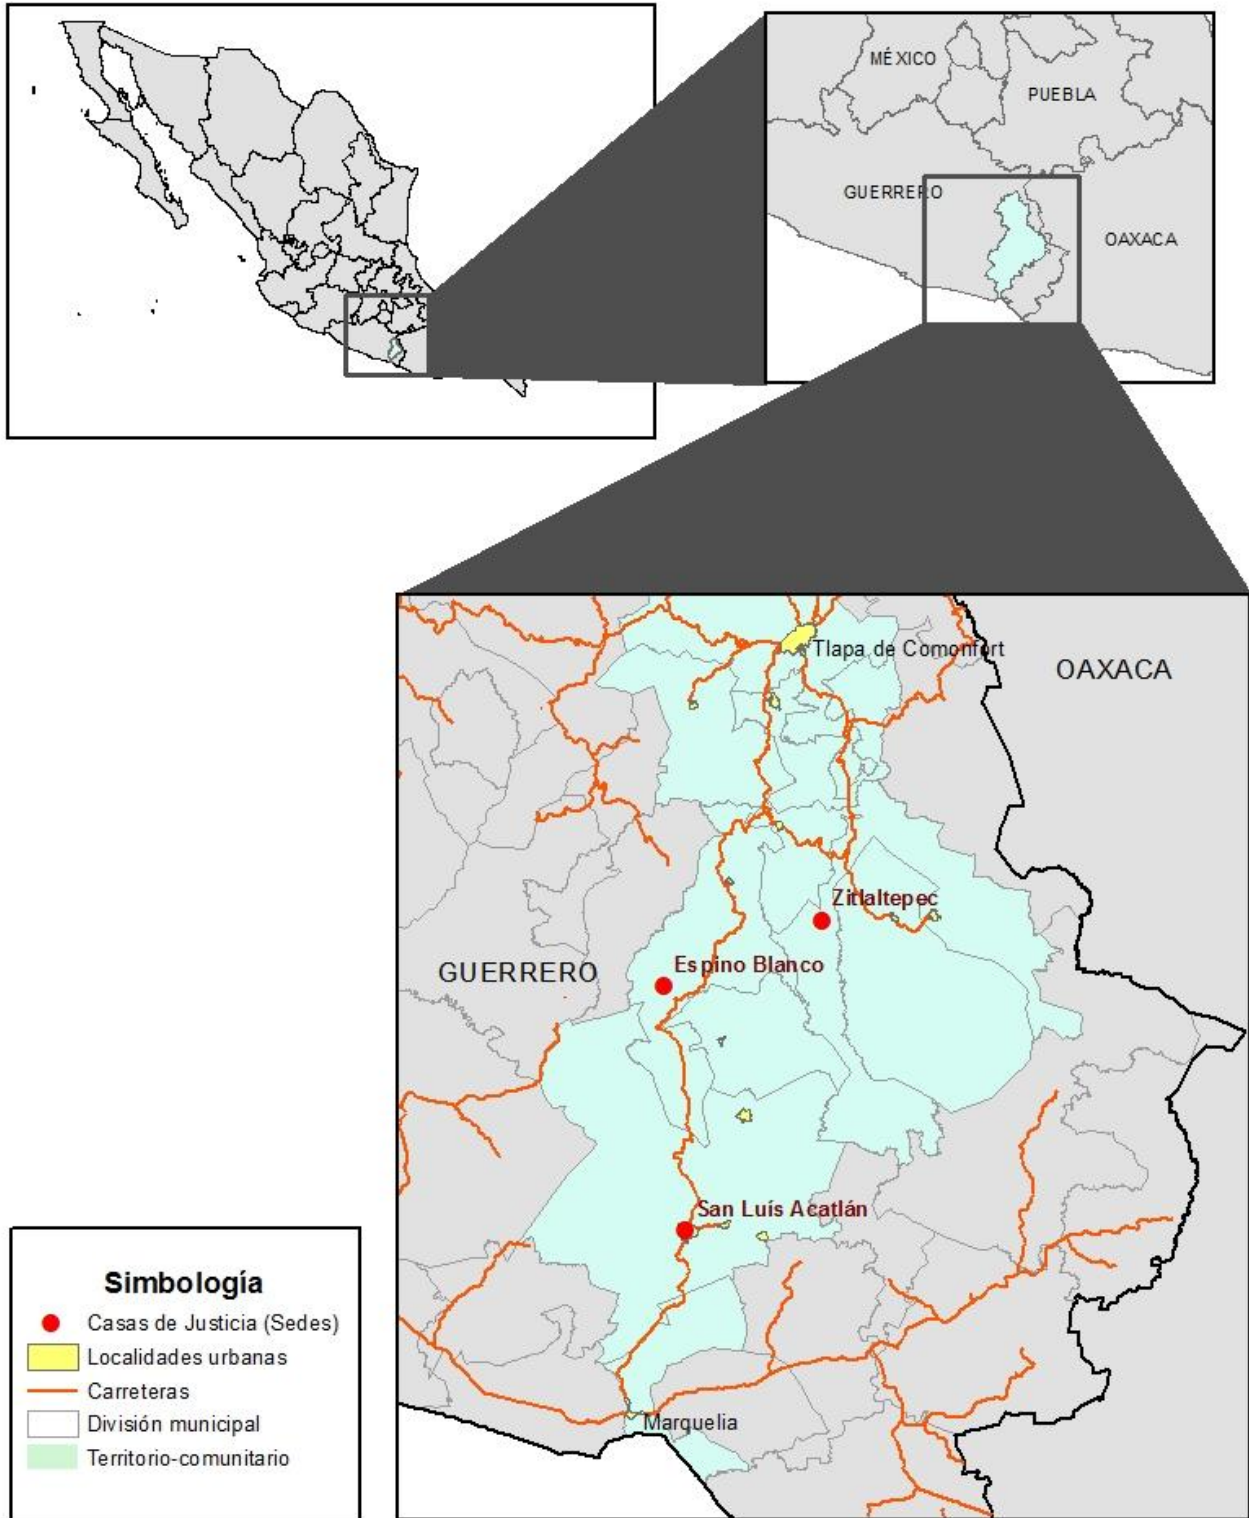 MÉXICO
PUEBLA
GUERRERO
OAXACA
Tlapa de Comonfort
OAXACA
Zitlaltepec
Espino Blanco
GUERRERO
San Luís Acatlán
Marquelia
Simbología
Casas de Justicia (Sedes)
Localidades urbanas
Carreteras
División municipal
Territorio-comunitario